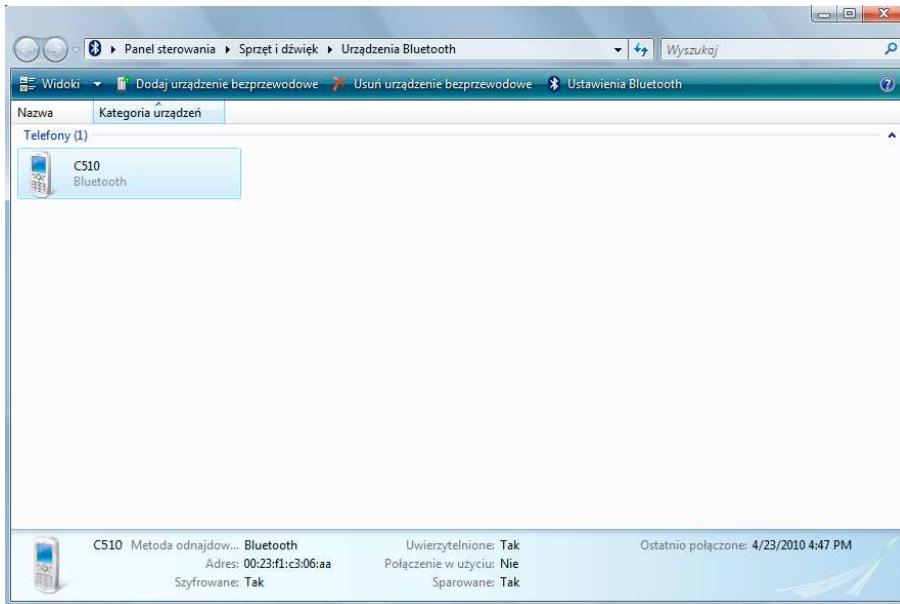 Panel sterowania Sprzęt i dźwięk Urządzenia Bluetooth Wyszukaj
Widoki Dodaj urządzenie bezprzewodowe Usuń urządzenie bezprzewodowe Ustawienia Bluetooth
Nazwa Kategoria urządzeń
Telefony (1)
C510
Bluetooth
C510 Metoda odnajdow... Bluetooth Uwierzytelnione: Tak Ostatnio połączone: 4/23/2010 4:47 PM
Adres: 00:23:f1:c3:06:aa Połączenie w użyciu: Nie
Szyfrowane: Tak Sparowane: Tak